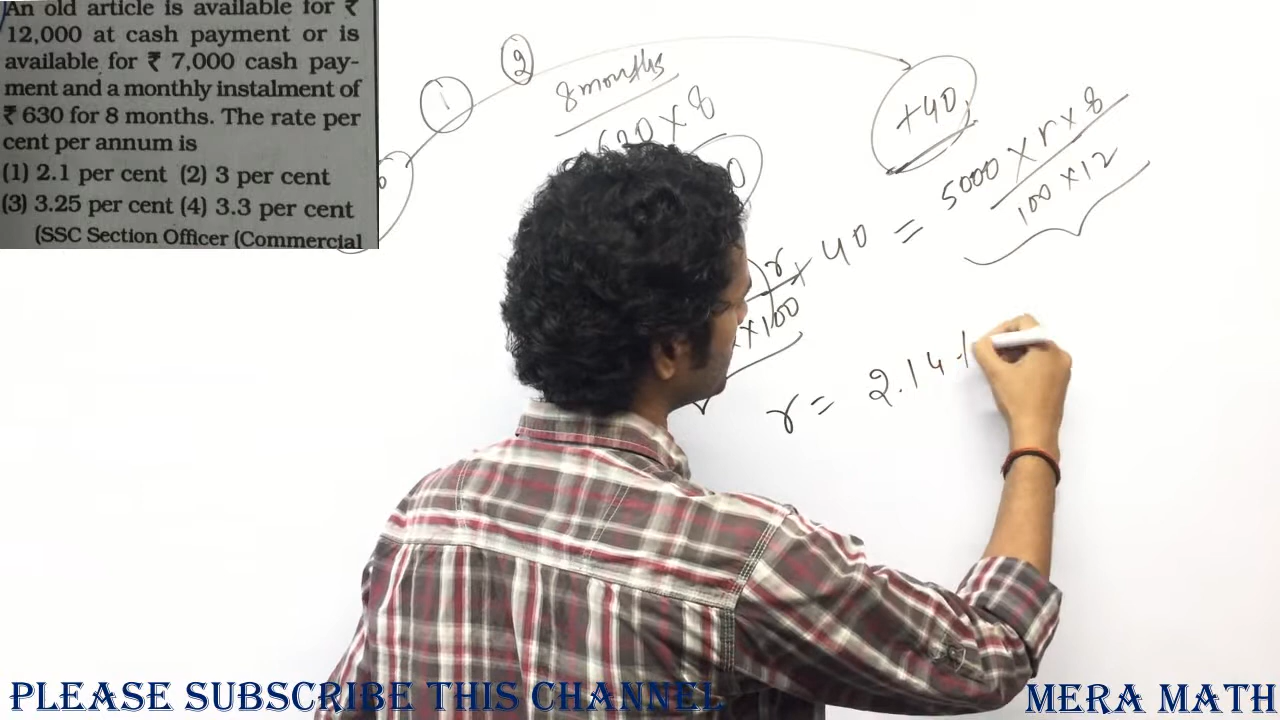 An old article is available for ₹
12,000 at cash payment or is
available for ₹ 7,000 cash pay-
ment and a monthly instalment of
₹ 630 for 8 months. The rate per
cent per annum is
(1) 2.1 per cent (2) 3 per cent
(3) 3.25 per cent (4) 3.3 per cent
(SSC Section Officer (Commercial
1
2
8 months
630 × 8
+40
r
× 100
+ 40 =
5000 × r × 8
100 × 12
r = 2.14
PLEASE SUBSCRIBE THIS CHANNEL
MERA MATH